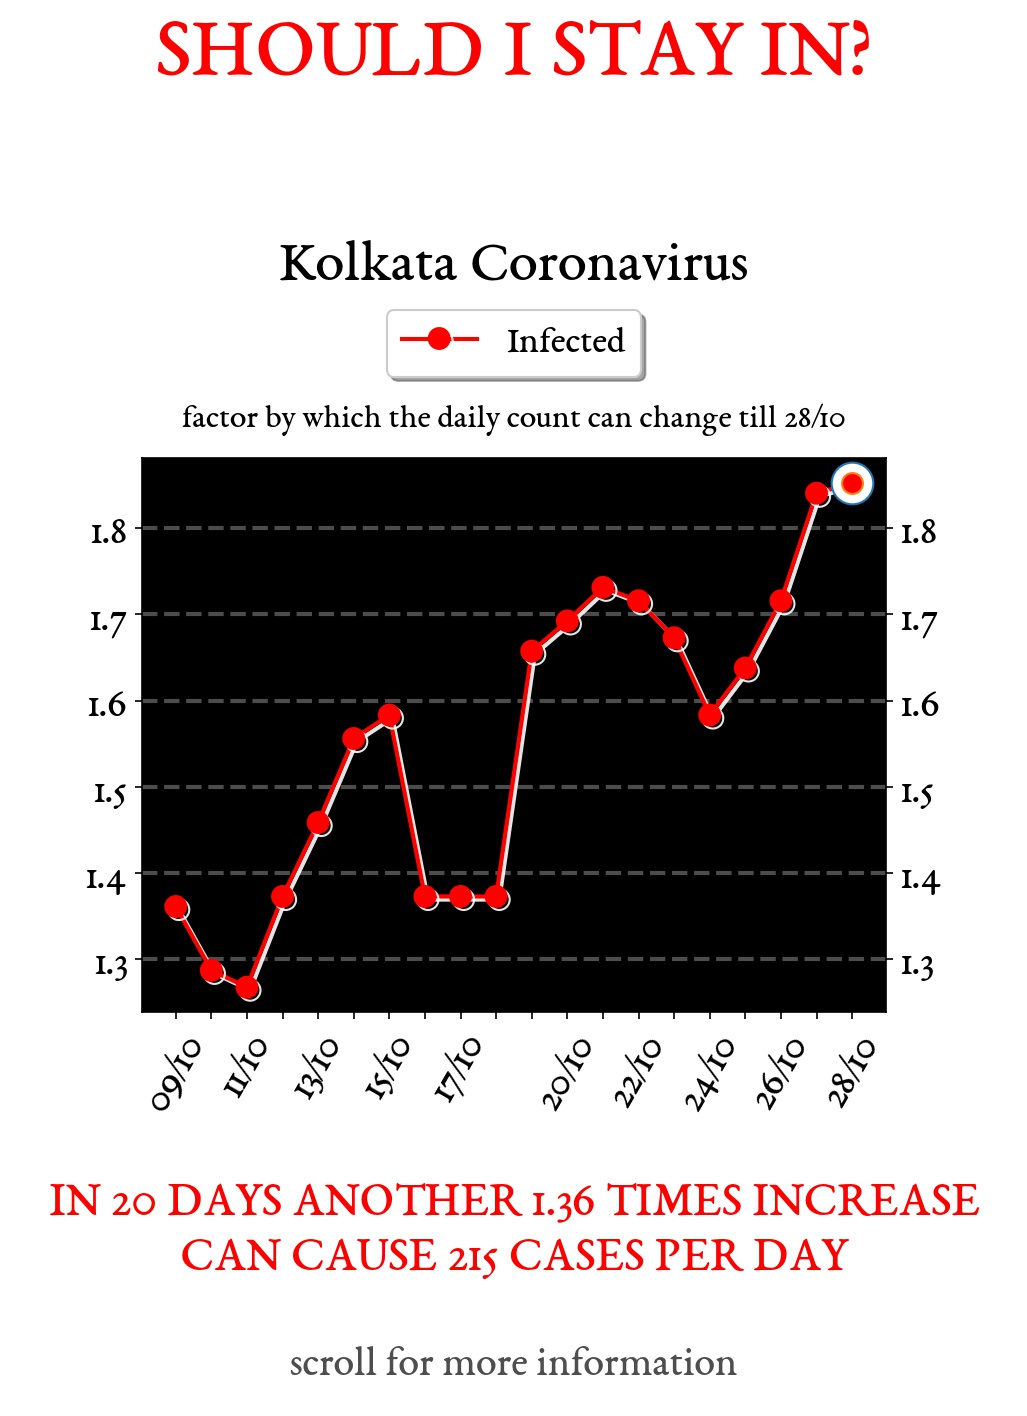 SHOULD I STAY IN?
Kolkata Coronavirus
Infected
factor by which the daily count can change till 28/10
1.8 1.8
1.7 1.7
1.6 1.6
1.5 1.5
1.4 1.4
1.3 1.3
09/10 11/10 13/10 15/10 17/10 20/10 22/10 24/10 26/10 28/10
IN 20 DAYS ANOTHER 1.36 TIMES INCREASE
CAN CAUSE 215 CASES PER DAY
scroll for more information